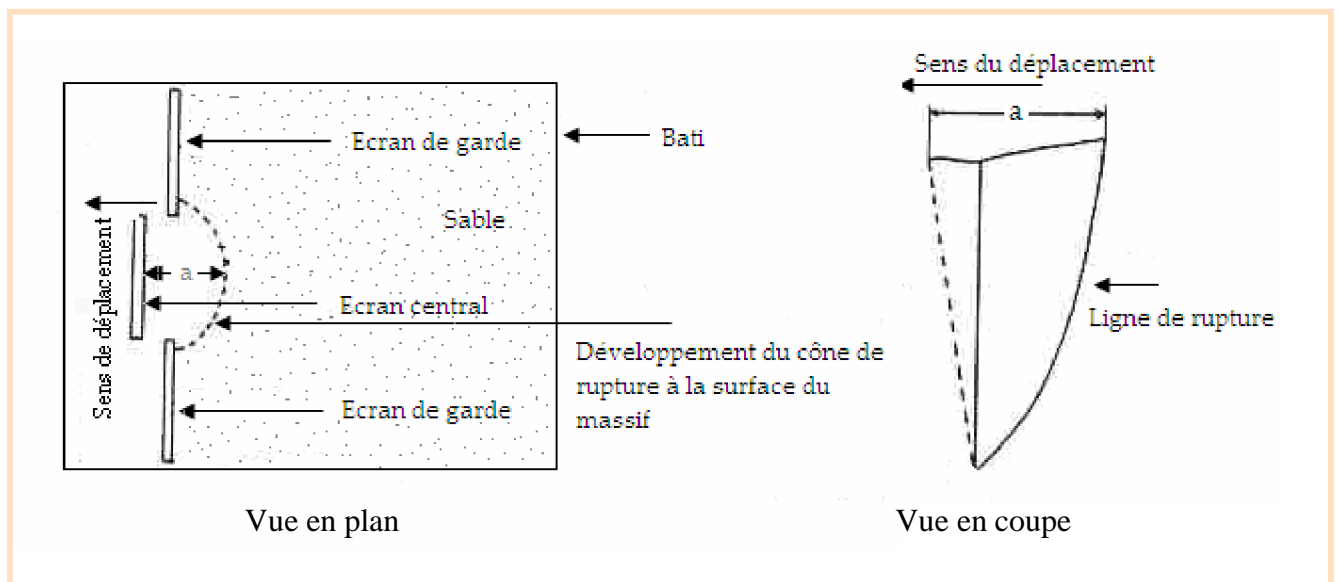 Ecran de garde
Bati
Sable
Sens de déplacement
a
Ecran central
Développement du cône de
rupture à la surface du
massif
Ecran de garde
Vue en plan
Sens du déplacement
a
Ligne de rupture
Vue en coupe